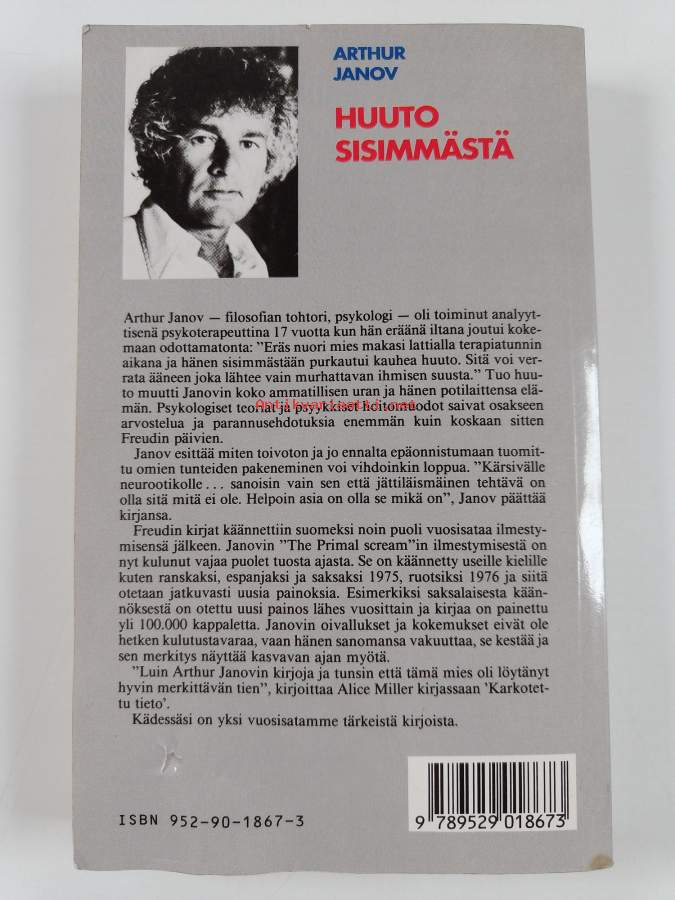 ARTHUR
JANOV
HUUTO
SISIMMÄSTÄ
Arthur Janov — filosofian tohtori, psykologi — oli toiminut analyyt-
tisenä psykoterapeuttina 17 vuotta kun hän eräänä iltana joutui koke-
maan odottamatonta: ”Eräs nuori mies makasi lattialla terapiatunnin
aikana ja hänen sisimmästään purkautui kauhea huuto. Sitä voi ver-
rata ääneen joka lähtee vain murhattavan ihmisen suusta.” Tuo huu-
to muutti Janovin koko ammatillisen uran ja hänen potilaittensa elä-
män. Psykologiset teoriat ja psyykkiset hoitomuodot saivat osakseen
arvostelua ja parannusehdotuksia enemmän kuin koskaan sitten
Freudin päivien.
Janov esittää miten toivoton ja jo ennalta epäonnistumaan tuomit-
tu omien tunteiden pakeneminen voi vihdoinkin loppua. ”Kärsivälle
neurootikolle... sanoisin vain sen että jättiläismäinen tehtävä on
olla sitä mitä ei ole. Helpoin asia on olla se mikä on”, Janov päättää
kirjansa.
Freudin kirjat käännettiin suomeksi noin puoli vuosisataa ilmesty-
misensä jälkeen. Janovin ”The Primal scream”in ilmestymisestä on
nyt kulunut vajaa puolet tuosta ajasta. Se on käännetty useille kielille
kuten ranskaksi, espanjaksi ja saksaksi 1975, ruotsiksi 1976 ja siitä
otetaan jatkuvasti uusia painoksia. Esimerkiksi saksalaisesta kään-
nöksestä on otettu uusi painos lähes vuosittain ja kirjaa on painettu
yli 100.000 kappaletta. Janovin oivallukset ja kokemukset eivät ole
hetken kulutustavaraa, vaan hänen sanomansa vakuuttaa, se kestää ja
sen merkitys näyttää kasvavan ajan myötä.
”Luin Arthur Janovin kirjoja ja tunsin että tämä mies oli löytänyt
hyvin merkittävän tien”, kirjoittaa Alice Miller kirjassaan ’Karkotet-
tu tieto’.
Kädessäsi on yksi vuosisatamme tärkeistä kirjoista.
ISBN 952-90-1867-3
9 789529 018673
Antikvariaatti.net